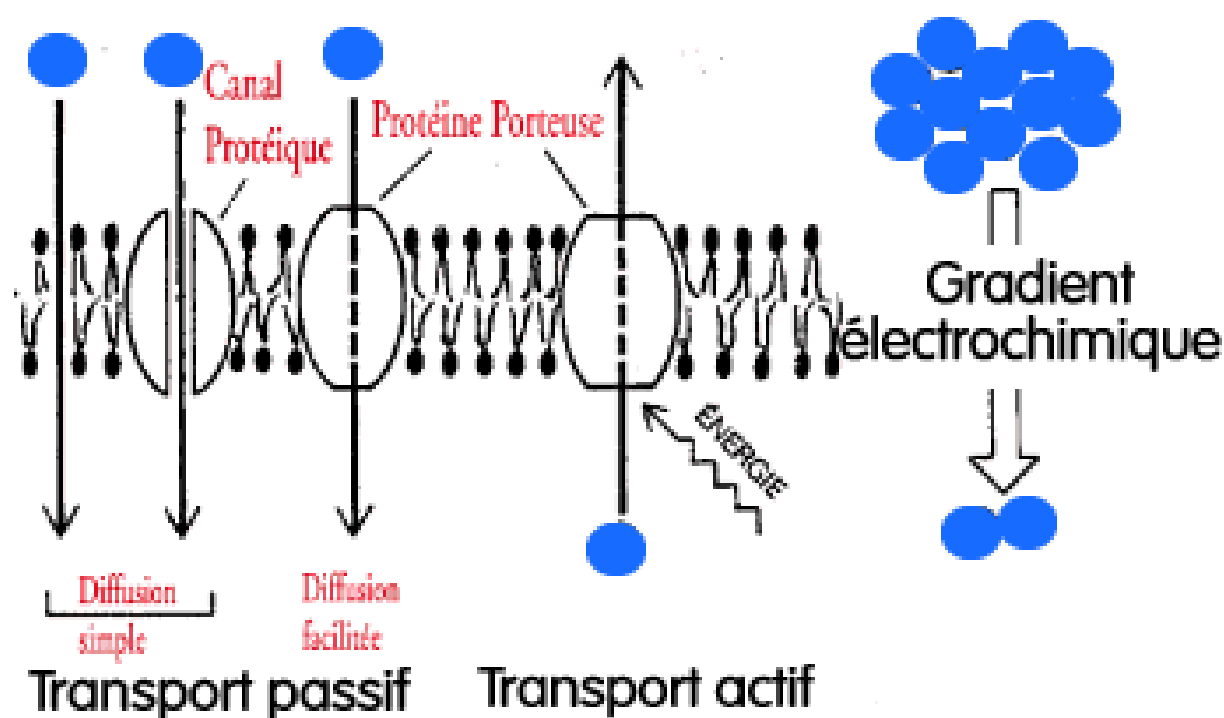 Canal
Protéique
Protéine Porteuse
Gradient
électrochimique
ÉNERGIE
Diffusion
simple
Diffusion
facilitée
Transport passif
Transport actif